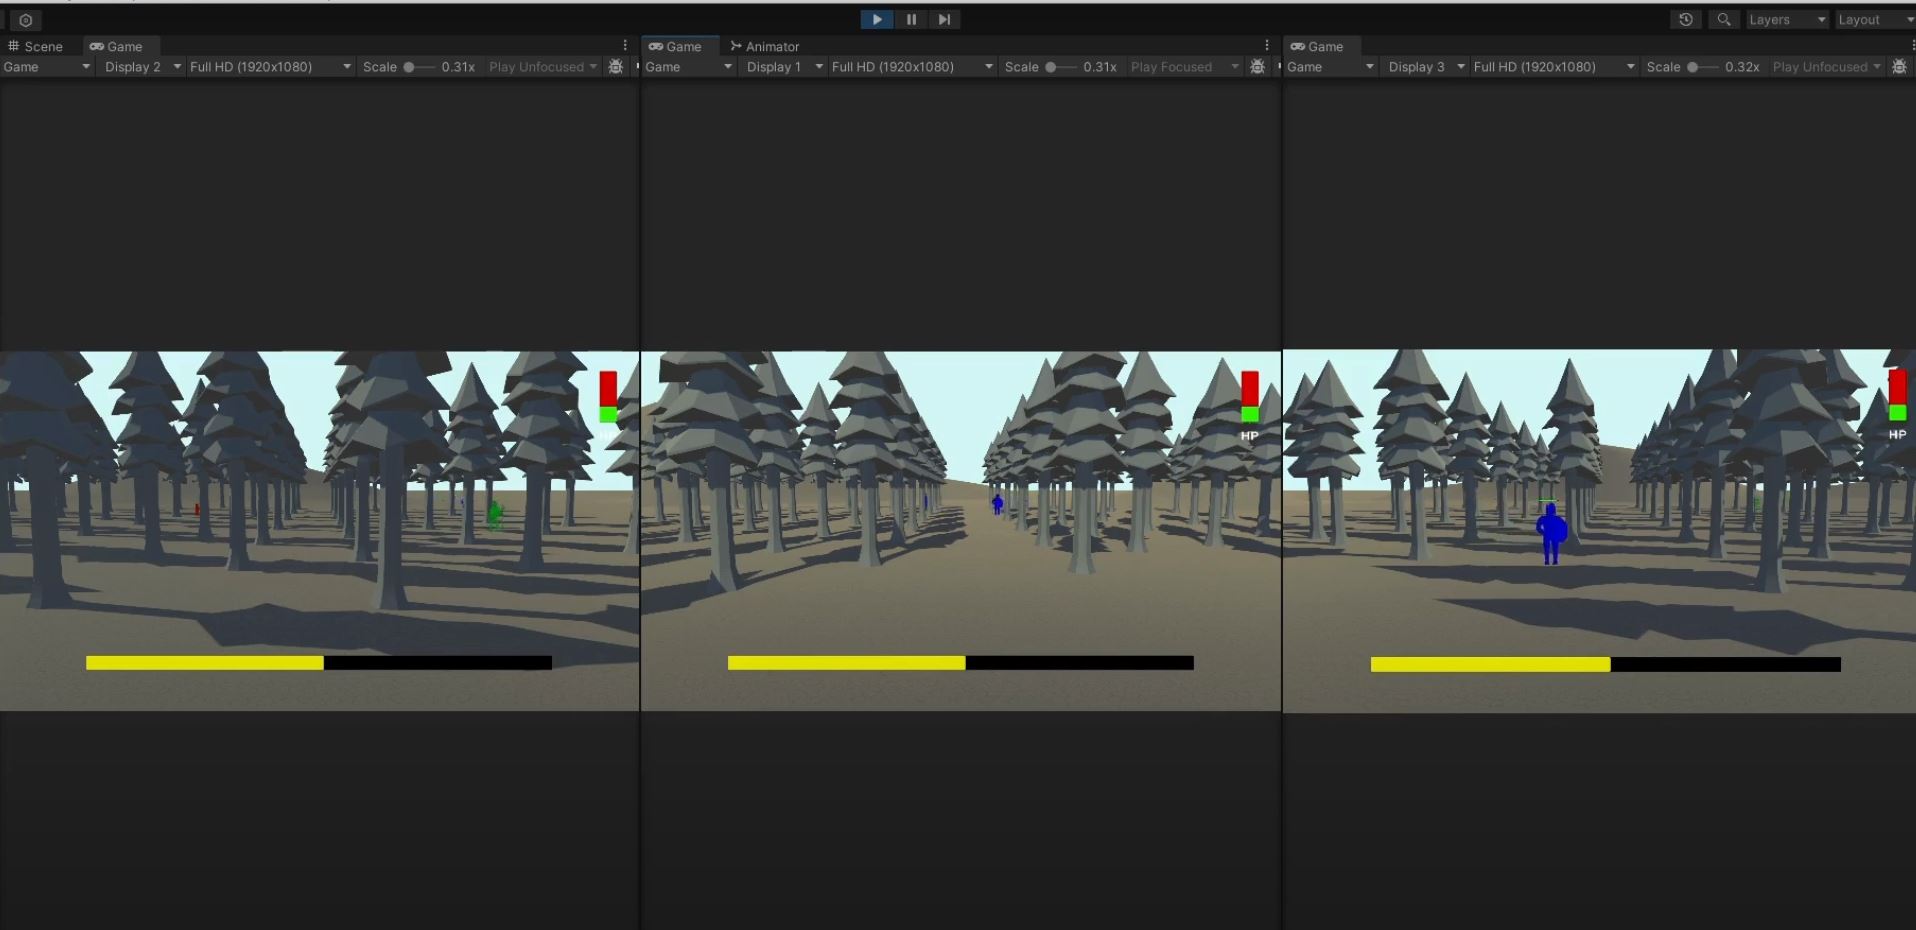 Layers Layout
Scene Game
Game Display 2 Full HD (1920x1080) Scale 0.31x Play Unfocused
HP
Game Animator
Game Display 1 Full HD (1920x1080) Scale 0.31x Play Focused
HP
Game
Game Display 3 Full HD (1920x1080) Scale 0.32x Play Unfocused
HP